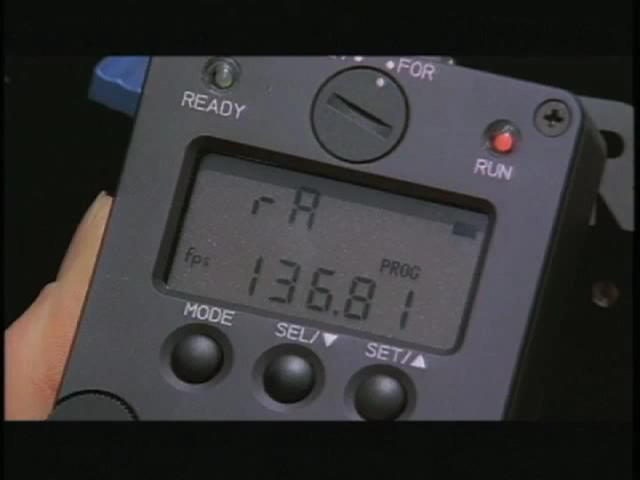 FOR
READY
RUN
rA
fps 136.81 PROG
MODE
SEL/▼
SET/▲